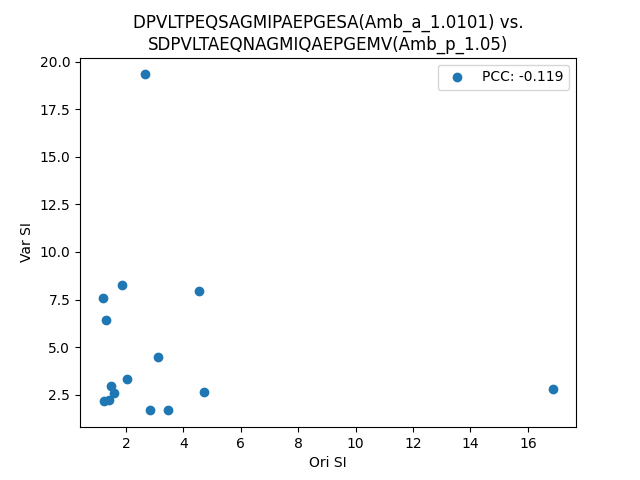 DPVLTPEQSAGMIPAEPGESA(Amb_a_1.0101) vs.
SDPVLTAEQNAGMIQAEPGEMV(Amb_p_1.05)
PCC: -0.119
20.0
17.5
15.0
12.5
10.0
7.5
5.0
2.5
Var SI
2 4 6 8 10 12 14 16
Ori SI